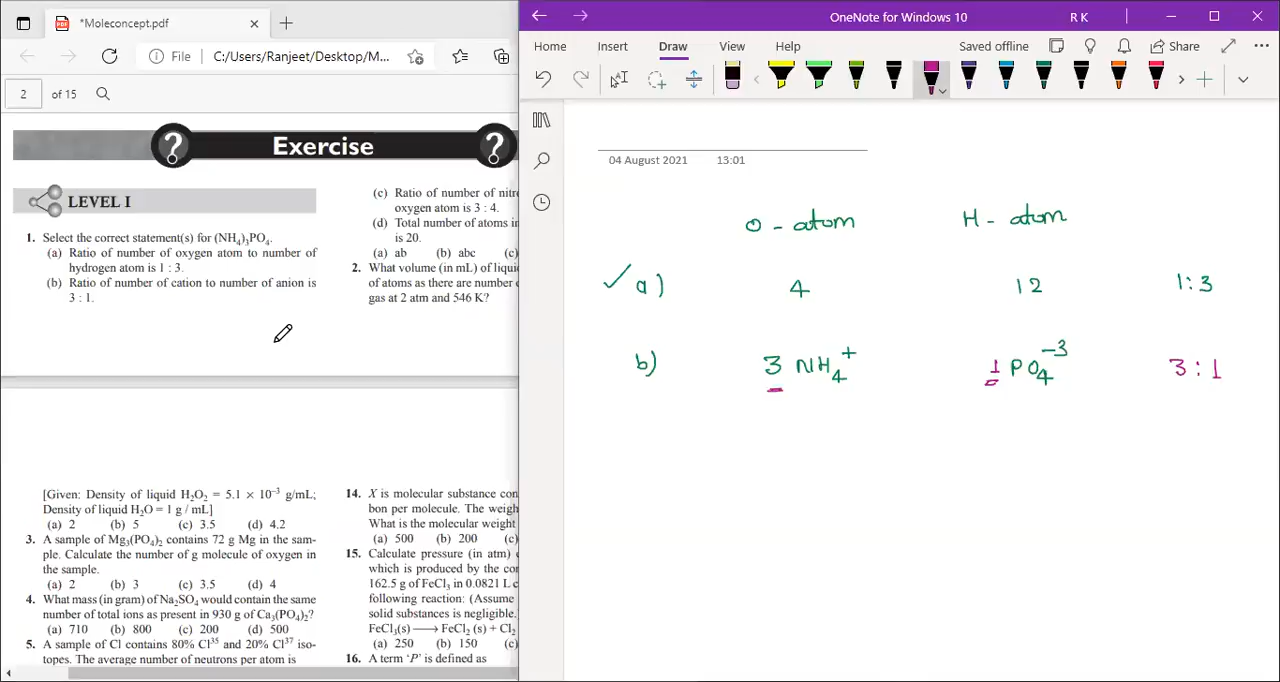 *Moleconcept.pdf
File C:/Users/Ranjeet/Desktop/M...
2 of 15
Exercise
LEVEL I
1. Select the correct statement(s) for (NH₄)₃PO₄.
(a) Ratio of number of oxygen atom to number of
hydrogen atom is 1 : 3.
(b) Ratio of number of cation to number of anion is
3 : 1.
(c) Ratio of number of nitr
oxygen atom is 3 : 4.
(d) Total number of atoms in
is 20.
(a) ab (b) abc (c)
2. What volume (in mL) of liquid
of atoms as there are number
gas at 2 atm and 546 K?
[Given: Density of liquid H₂O₂ = 5.1 × 10⁻³ g/mL;
Density of liquid H₂O = 1 g / mL]
(a) 2 (b) 5 (c) 3.5 (d) 4.2
3. A sample of Mg₃(PO₄)₂ contains 72 g Mg in the sam-
ple. Calculate the number of g molecule of oxygen in
the sample.
(a) 2 (b) 3 (c) 3.5 (d) 4
4. What mass (in gram) of Na₂SO₄ would contain the same
number of total ions as present in 930 g of Ca₃(PO₄)₂?
(a) 710 (b) 800 (c) 200 (d) 500
5. A sample of Cl contains 80% Cl³⁵ and 20% Cl³⁷ iso-
topes. The average number of neutrons per atom is
14. X is molecular substance con
bon per molecule. The weigh
What is the molecular weight
(a) 500 (b) 200 (c)
15. Calculate pressure (in atm)
which is produced by the co
162.5 g of FeCl₃ in 0.0821 L
following reaction: (Assume
solid substances is negligible.
FeCl₃(s) ⟶ FeCl₂ (s) + Cl₂
(a) 250 (b) 150 (c)
16. A term ‘P’ is defined as
OneNote for Windows 10 R K
Home Insert Draw View Help Saved offline Share
04 August 2021 13:01
O - atom H - atom
✓ a) 4 12 1:3
b) 3 NH₄⁺ 1 PO₄⁻³ 3 : 1